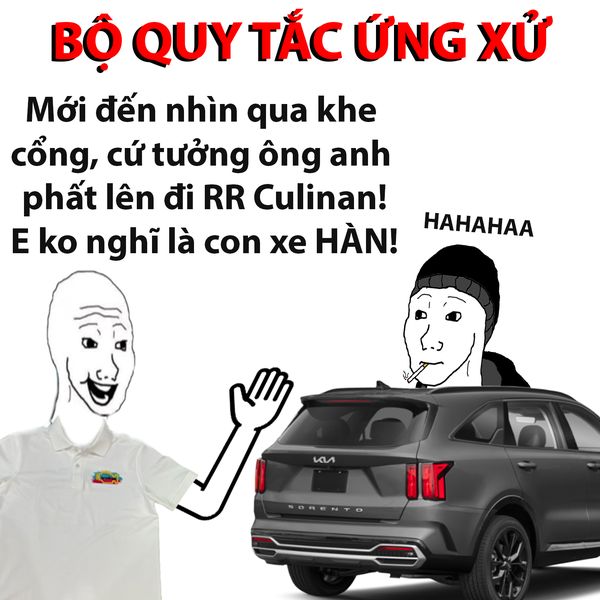 BỘ QUY TẮC ỨNG XỬ
Mới đến nhìn qua khe
cổng, cứ tưởng ông anh
phất lên đi RR Culinan!
E ko nghĩ là con xe HÀN!
HAHAHAA
KIA
SORENTO